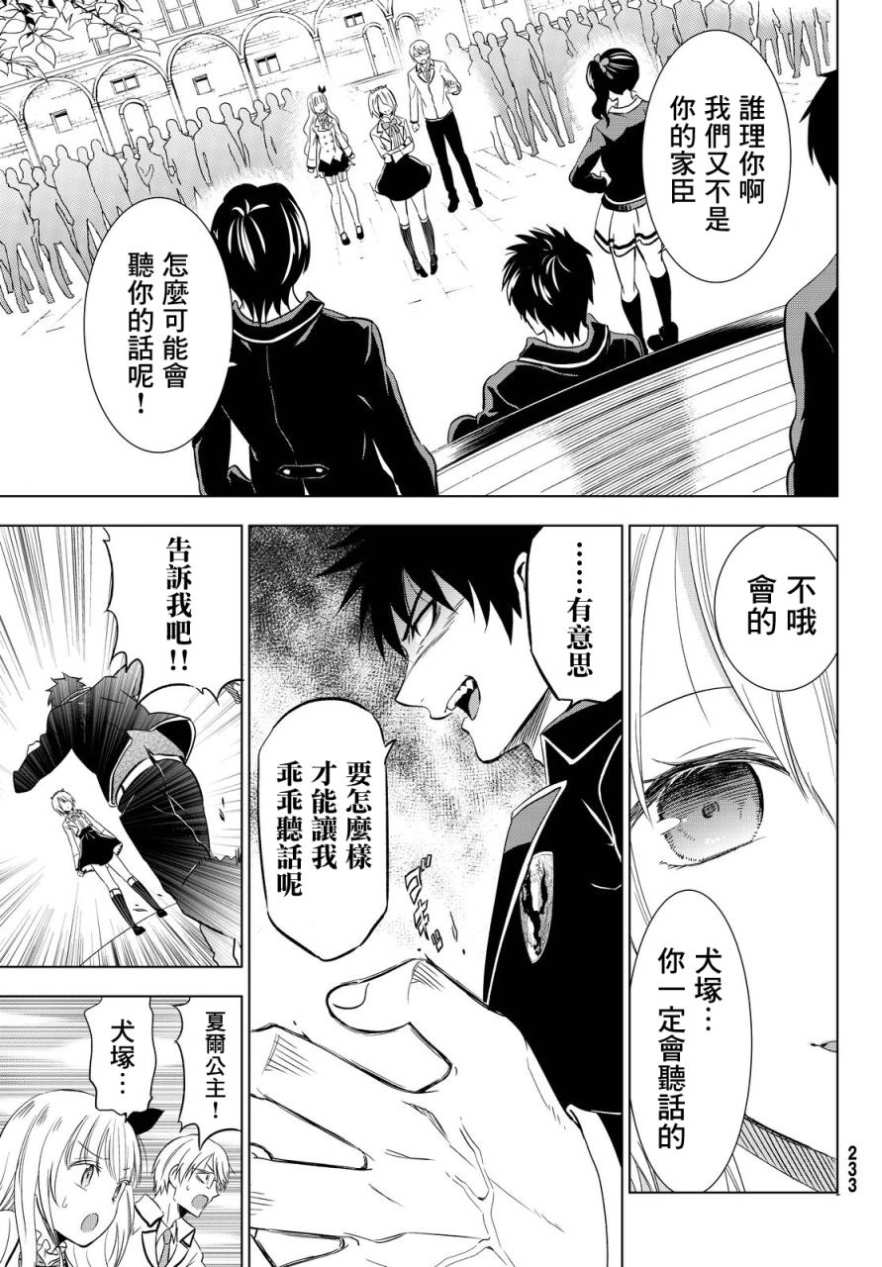 誰理你啊
我們又不是
你的家臣
怎麼可能會
聽你的話呢！
不哦
會的
犬塚…
你一定會聽話的
……有意思
要怎麼樣
才能讓我
乖乖聽話呢
告訴我吧!!
夏爾公主！
犬塚…
233